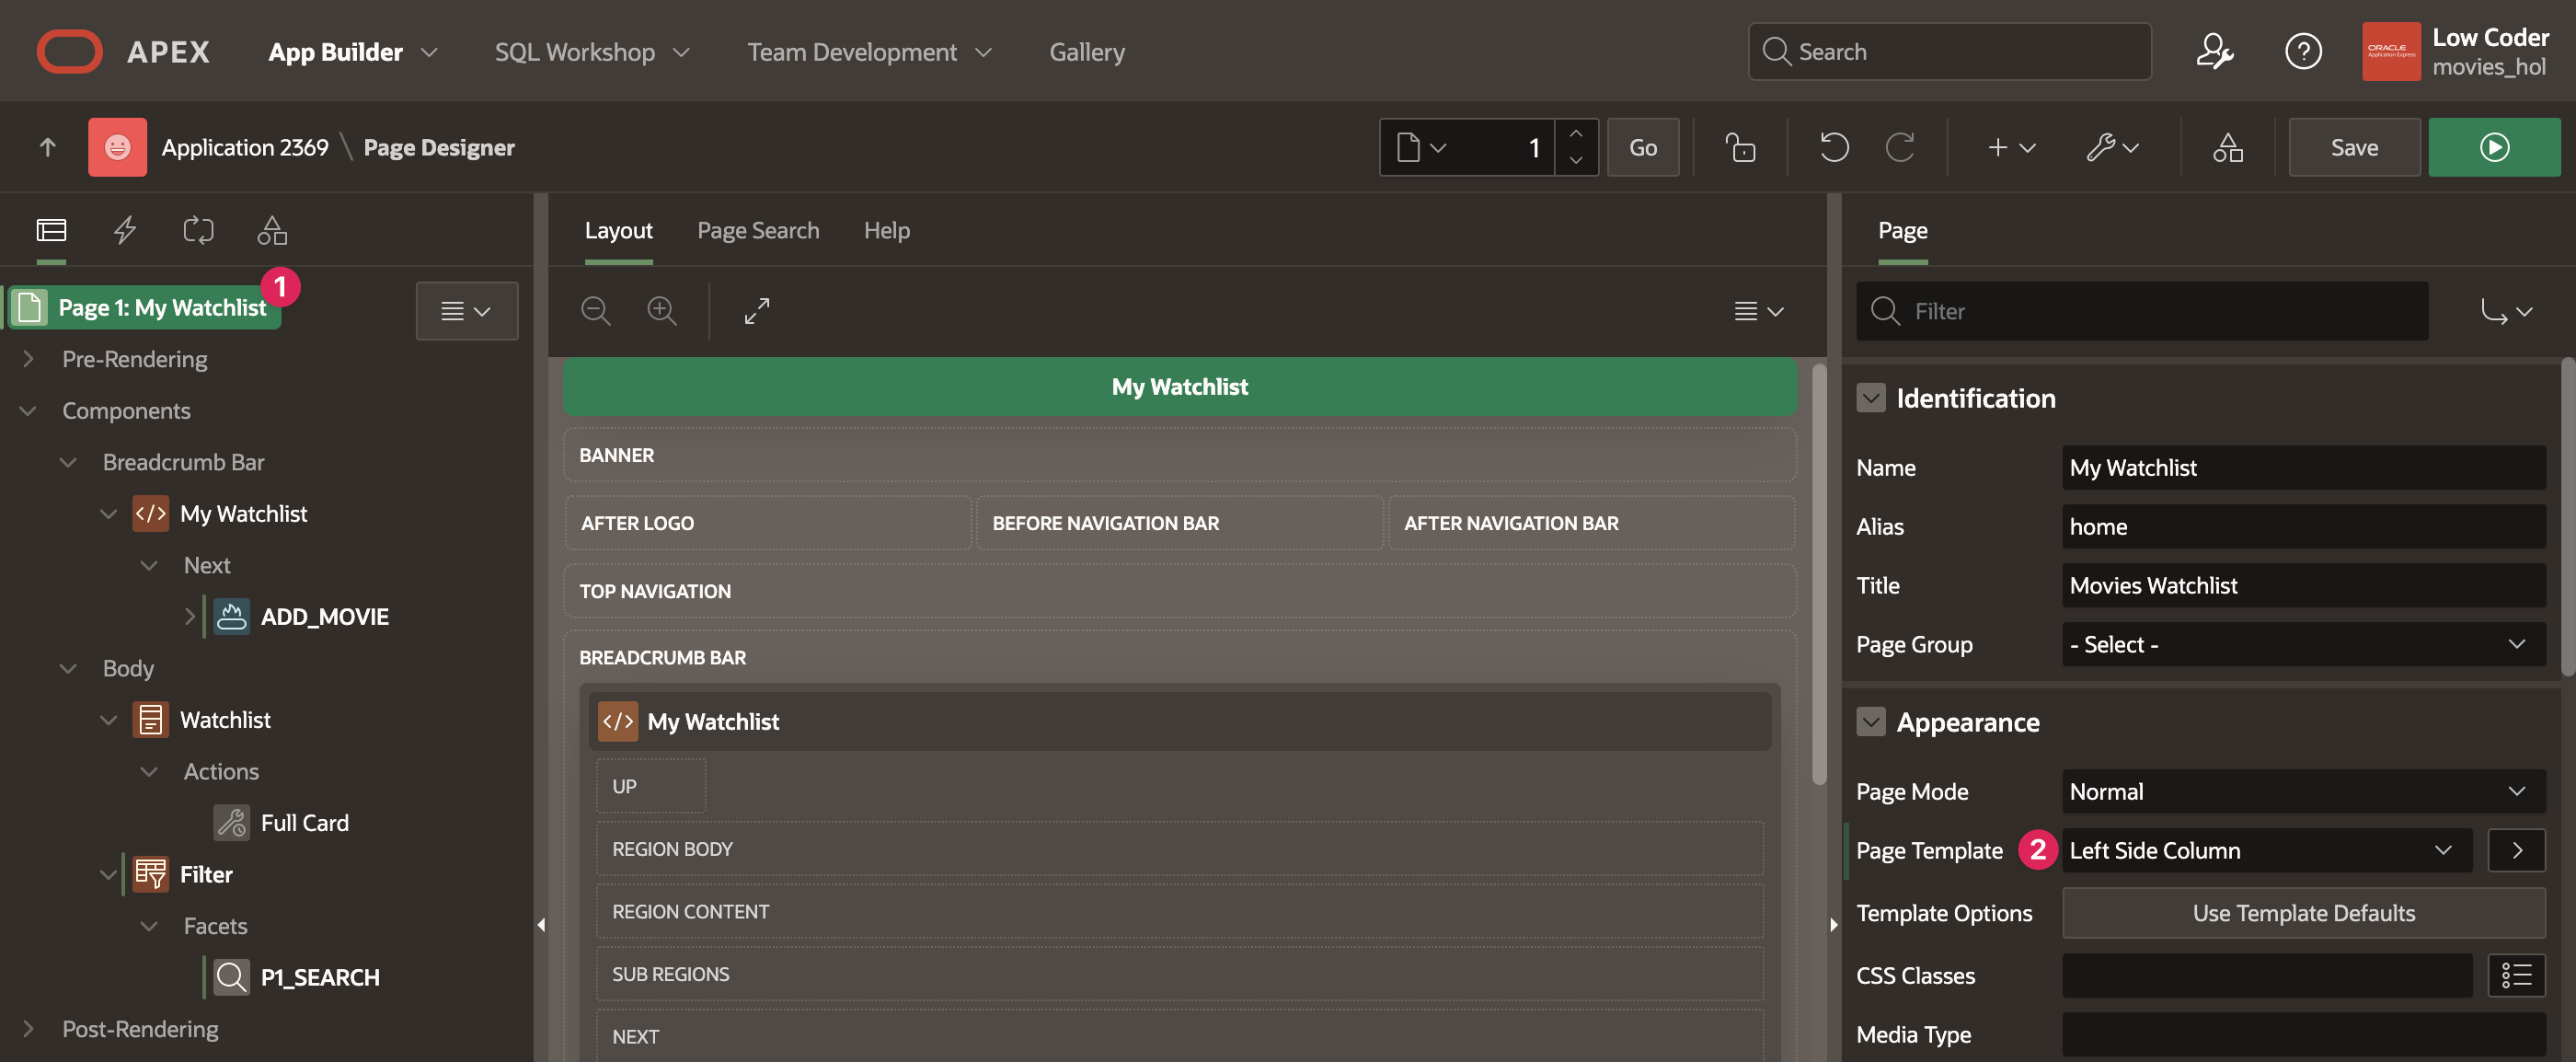 APEX
App Builder
SQL Workshop
Team Development
Gallery
Search
ORACLE
Application Express
Low Coder
movies_hol
Application 2369 \ Page Designer
1
Go
Save
Layout
Page Search
Help
Page
Page 1: My Watchlist
1
Pre-Rendering
Components
Breadcrumb Bar
My Watchlist
Next
ADD_MOVIE
Body
Watchlist
Actions
Full Card
Filter
Facets
P1_SEARCH
Post-Rendering
My Watchlist
BANNER
AFTER LOGO
BEFORE NAVIGATION BAR
AFTER NAVIGATION BAR
TOP NAVIGATION
BREADCRUMB BAR
My Watchlist
UP
REGION BODY
REGION CONTENT
SUB REGIONS
NEXT
Filter
Identification
Name
My Watchlist
Alias
home
Title
Movies Watchlist
Page Group
- Select -
Appearance
Page Mode
Normal
Page Template
2
Left Side Column
Template Options
Use Template Defaults
CSS Classes
Media Type